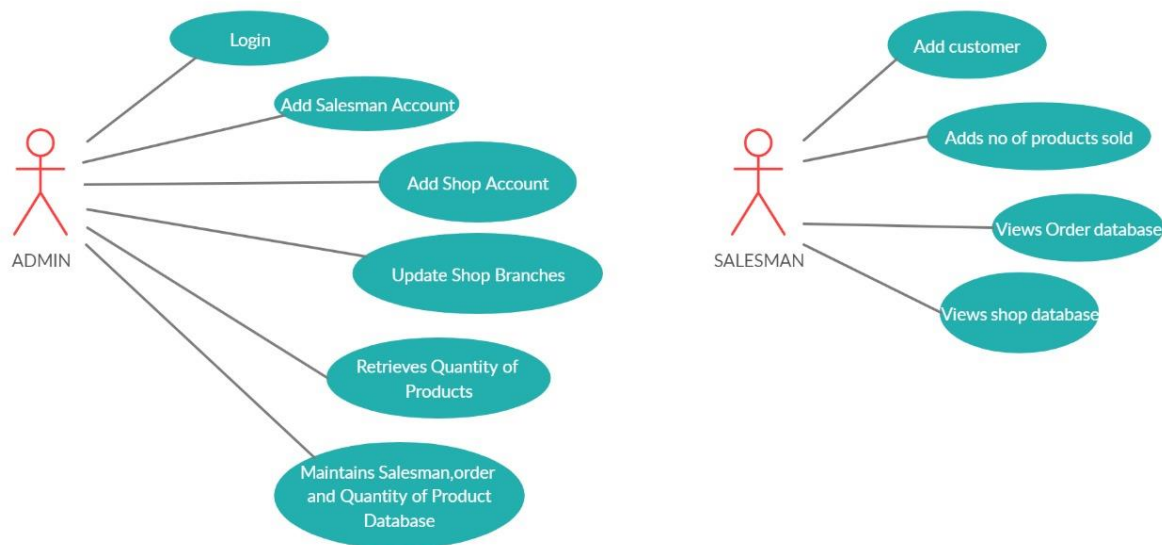 Login
Add Salesman Account
Add Shop Account
ADMIN
Update Shop Branches
Retrieves Quantity of
Products
Maintains Salesman,order
and Quantity of Product
Database
Add customer
Adds no of products sold
Views Order database
SALESMAN
Views shop database